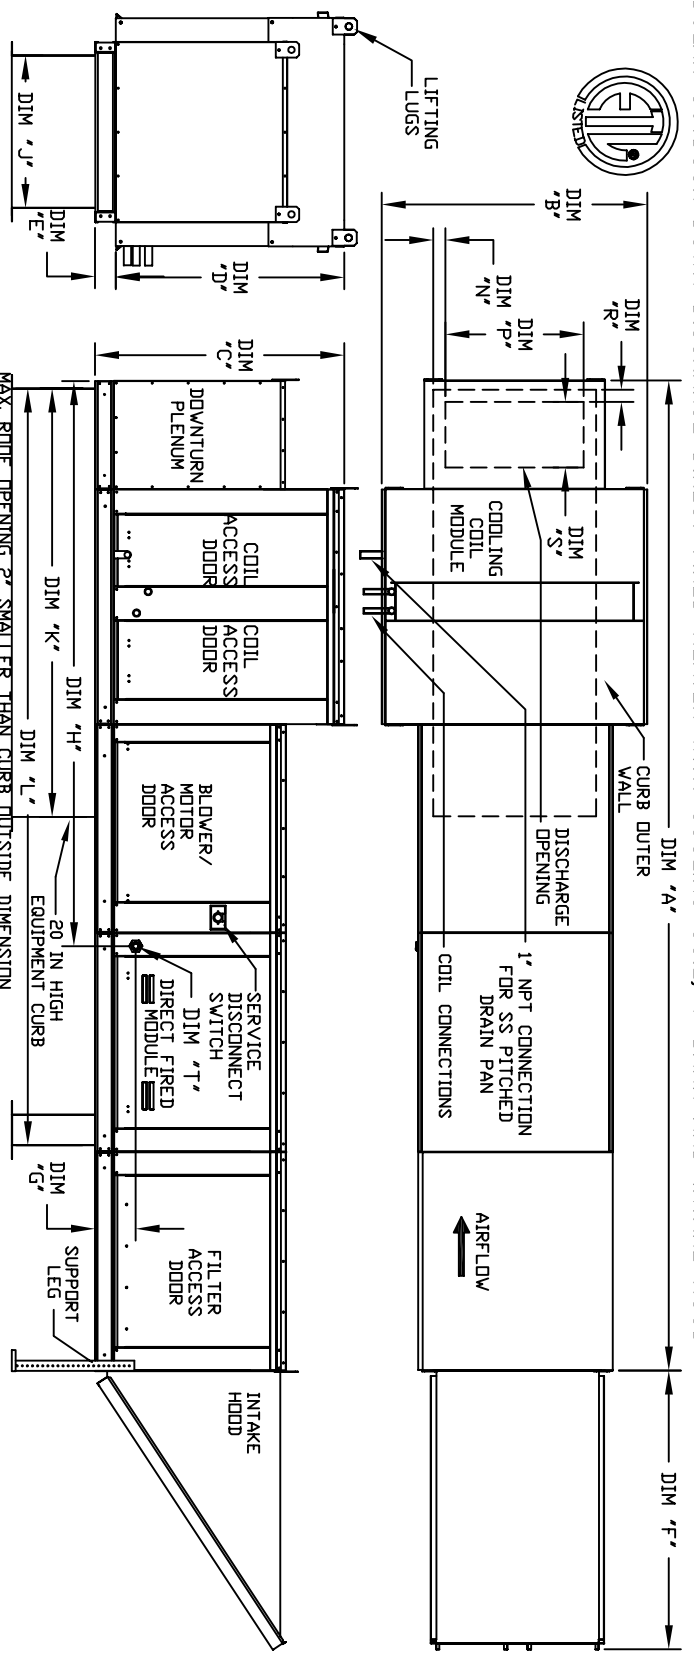 LISTED
LIFTING
LUGS
DIM "J"
DIM
"E"
DIM
"D"
DIM "A"
DIM "F"
DIM
"B"
DIM
"N"
DIM
"P"
DIM
"R"
DIM
"S"
COOLING
COIL
MODULE
CURB OUTER
WALL
DISCHARGE
OPENING
1" NPT CONNECTION
FOR SS PITCHED
DRAIN PAN
COIL CONNECTIONS
AIRFLOW
DIM
"C"
DOWNTURN
PLENUM
COIL
ACCESS
DOOR
COIL
ACCESS
DOOR
BLOWER/
MOTOR
ACCESS
DOOR
SERVICE
DISCONNECT
SWITCH
DIM "T"
DIRECT FIRED
MODULE
FILTER
ACCESS
DOOR
INTAKE
HOOD
DIM "K"
DIM "H"
DIM "L"
20 IN HIGH
EQUIPMENT CURB
DIM
"G"
SUPPORT
LEG
MAX. ROOF OPENING 2" SMALLER THAN CURB OUTSIDE DIMENSION